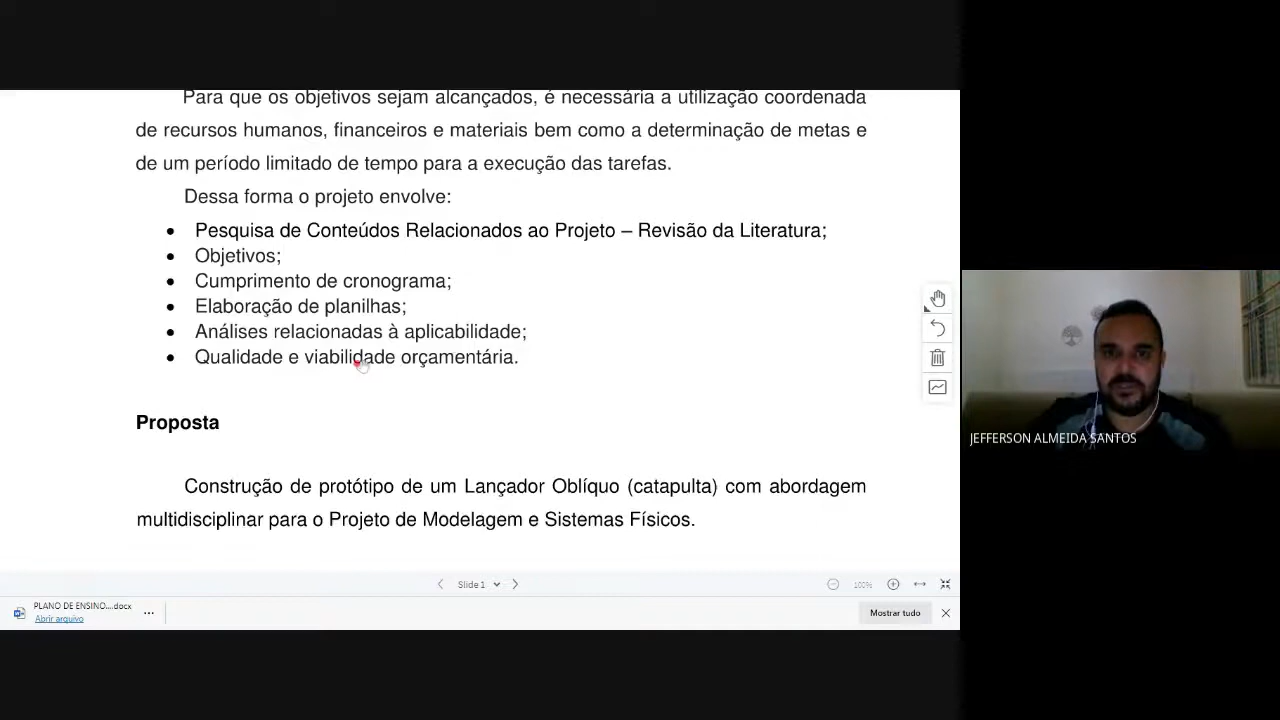 Para que os objetivos sejam alcançados, é necessária a utilização coordenada
de recursos humanos, financeiros e materiais bem como a determinação de metas e
de um período limitado de tempo para a execução das tarefas.
Dessa forma o projeto envolve:
• Pesquisa de Conteúdos Relacionados ao Projeto – Revisão da Literatura;
• Objetivos;
• Cumprimento de cronograma;
• Elaboração de planilhas;
• Análises relacionadas à aplicabilidade;
• Qualidade e viabilidade orçamentária.
Proposta
Construção de protótipo de um Lançador Oblíquo (catapulta) com abordagem
multidisciplinar para o Projeto de Modelagem e Sistemas Físicos.
JEFFERSON ALMEIDA SANTOS
Slide 1
100%
PLANO DE ENSINO....docx
Abrir arquivo
Mostrar tudo